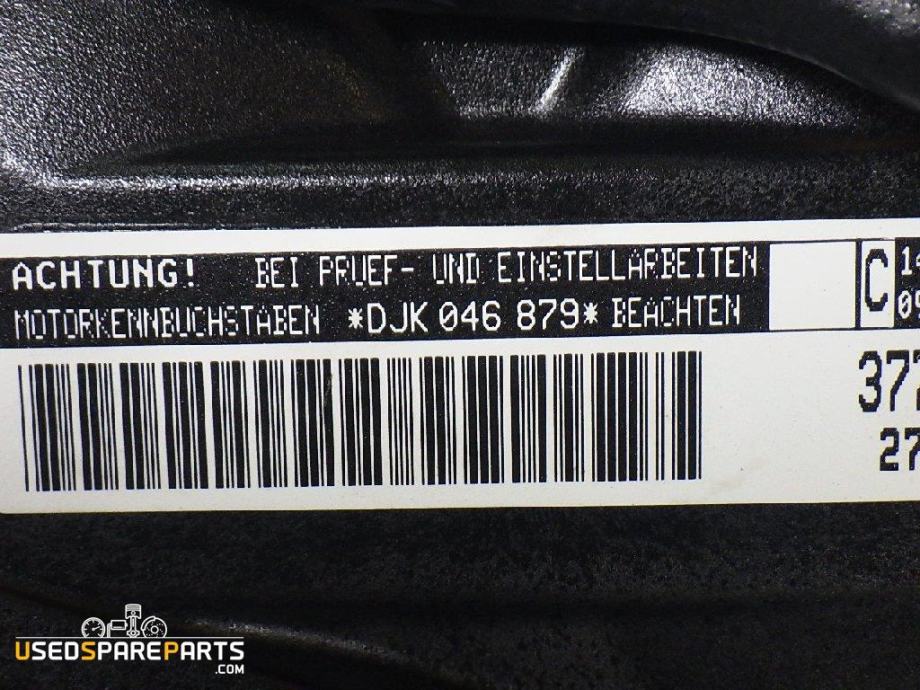 ACHTUNG! BEI PRUEF- UND EINSTELLARBEITEN
MOTORKENNBUCHSTABEN *DJK 046 879* BEACHTEN
C
USEDSPAREPARTS
.COM